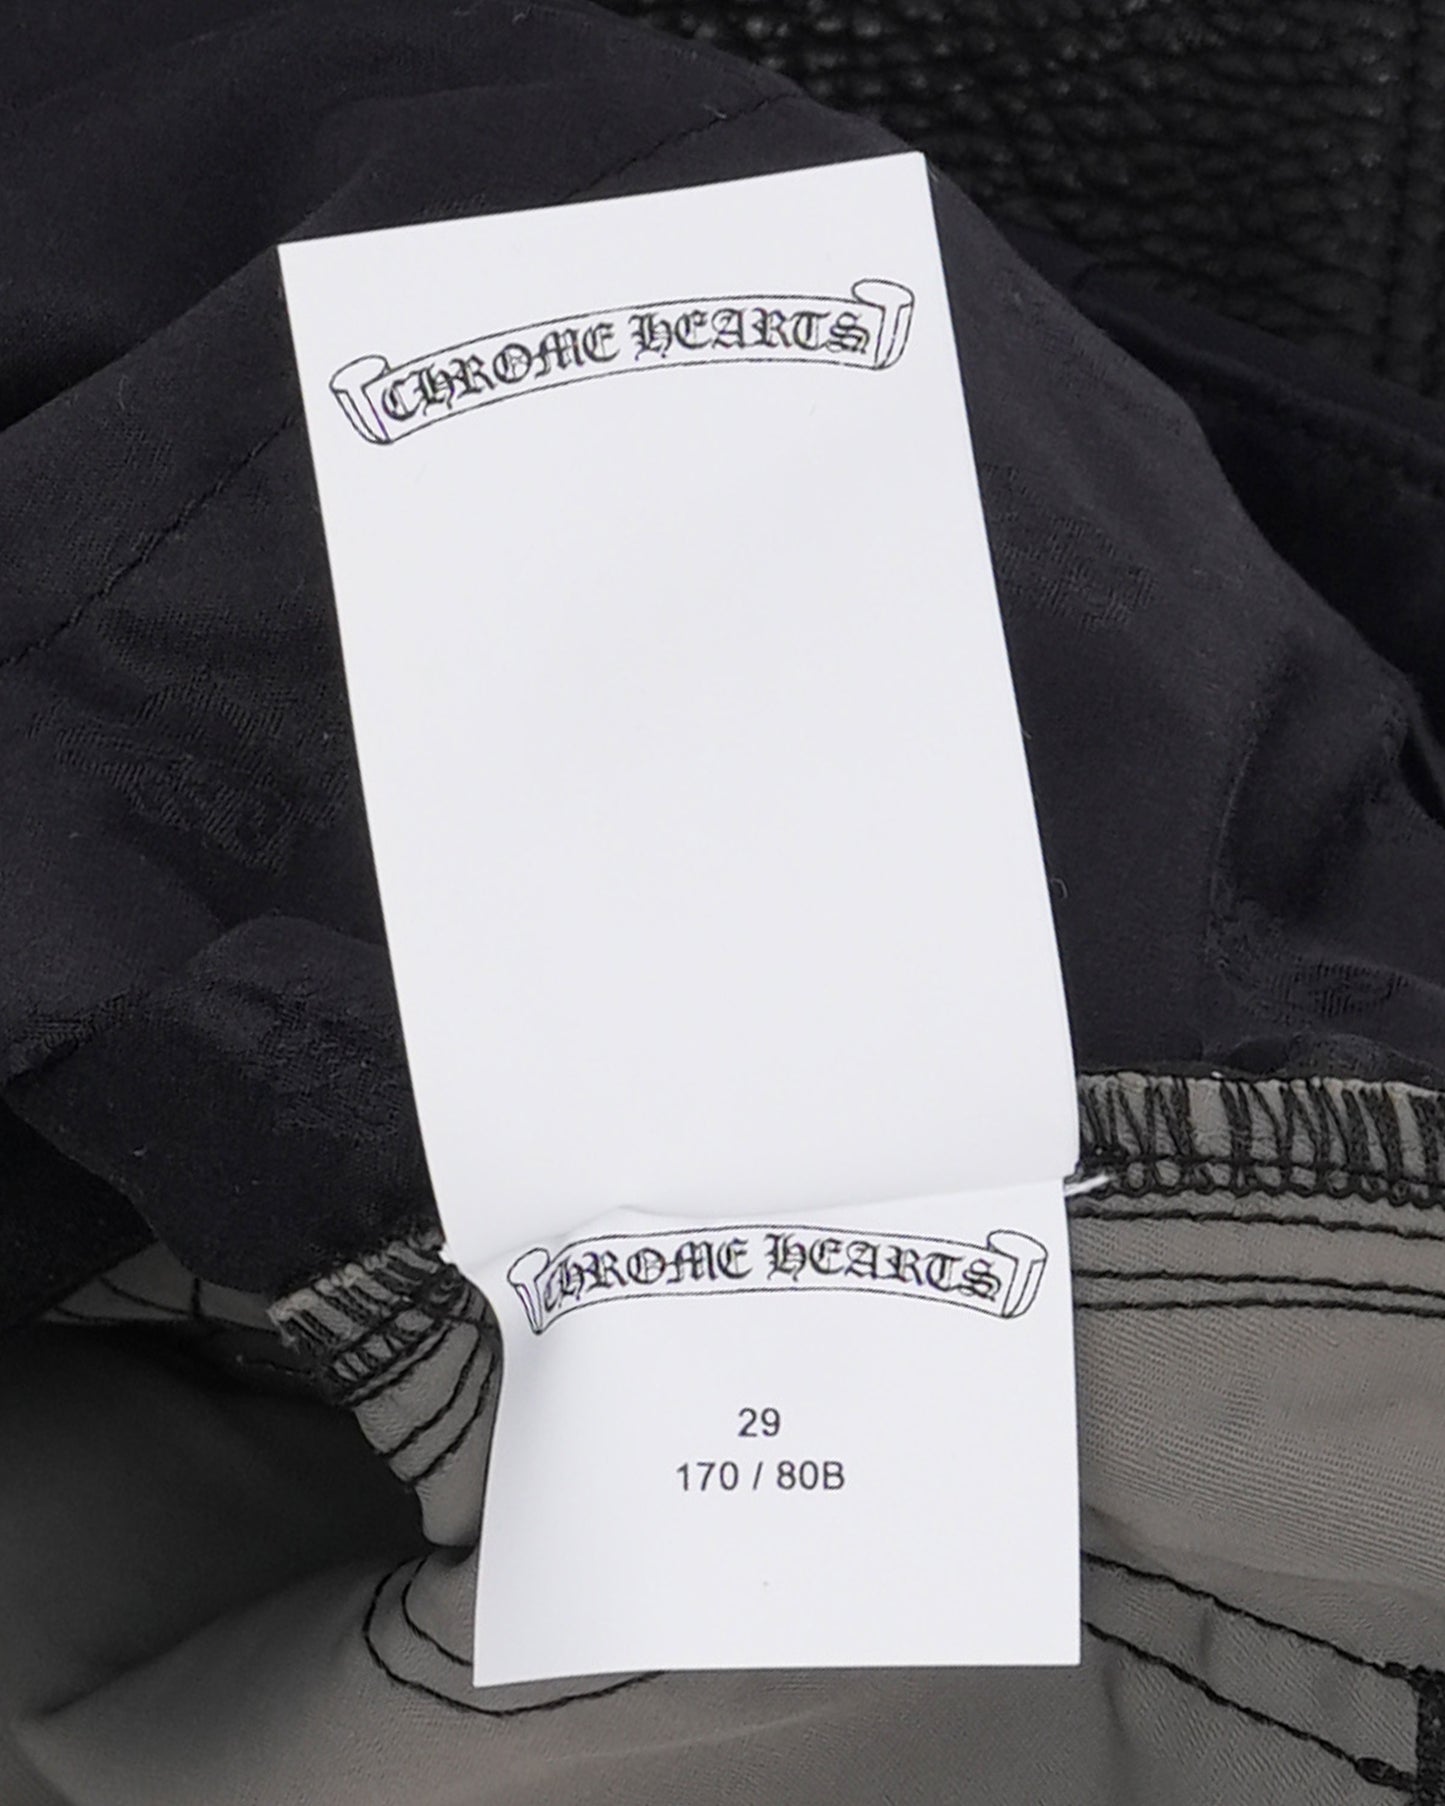 CHROME HEARTS
CHROME HEARTS
29
170 / 80B